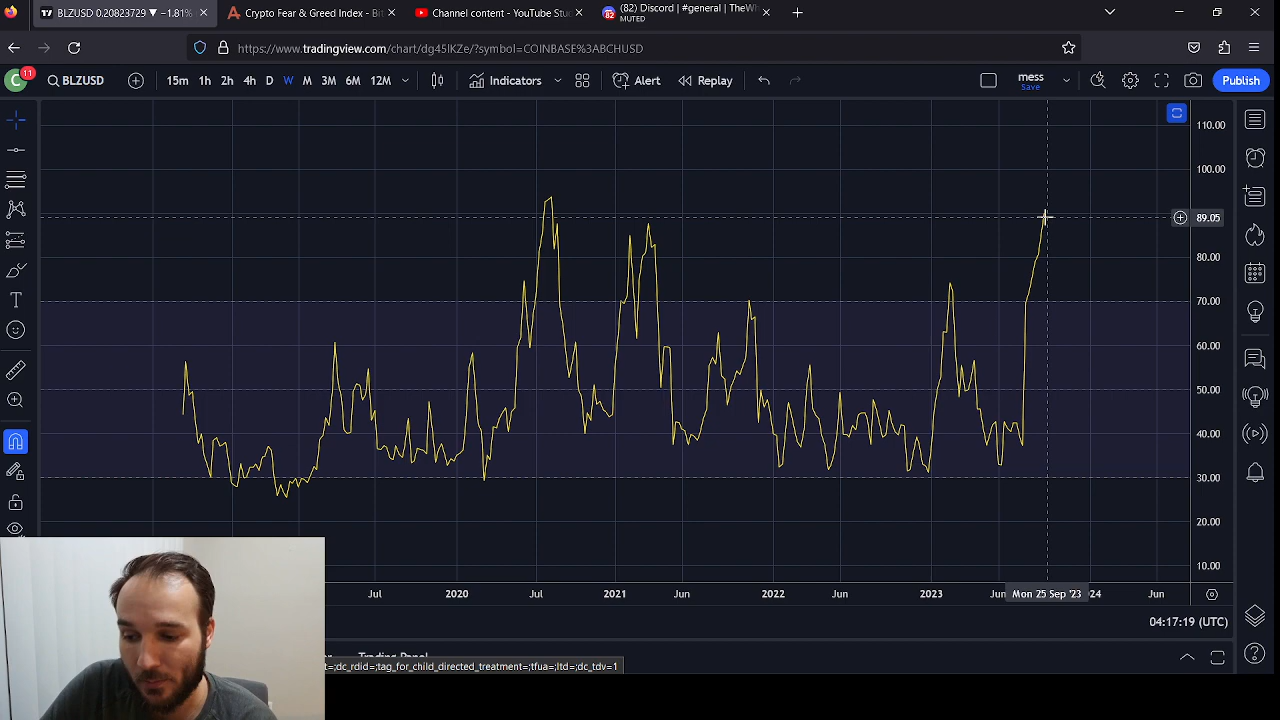 BLZUSD 0.20823729 ▼ −1.81%
Crypto Fear & Greed Index - Bit
Channel content - YouTube Stu
(82) Discord | #general | TheWh
MUTED
https://www.tradingview.com/chart/dg45lKZe/?symbol=COINBASE%3ABCHUSD
C 11 BLZUSD 15m 1h 2h 4h D W M 3M 6M 12M Indicators Alert Replay mess Save Publish
110.00
100.00
89.05
80.00
70.00
60.00
50.00
40.00
30.00
20.00
10.00
Jul 2020 Jul 2021 Jun 2022 Jun 2023 Mon 25 Sep '23 Jun
04:17:19 (UTC)
Trading Panel
t=;dc_rdid=;tag_for_child_directed_treatment=;tfua=;ltd=;dc_tdv=1